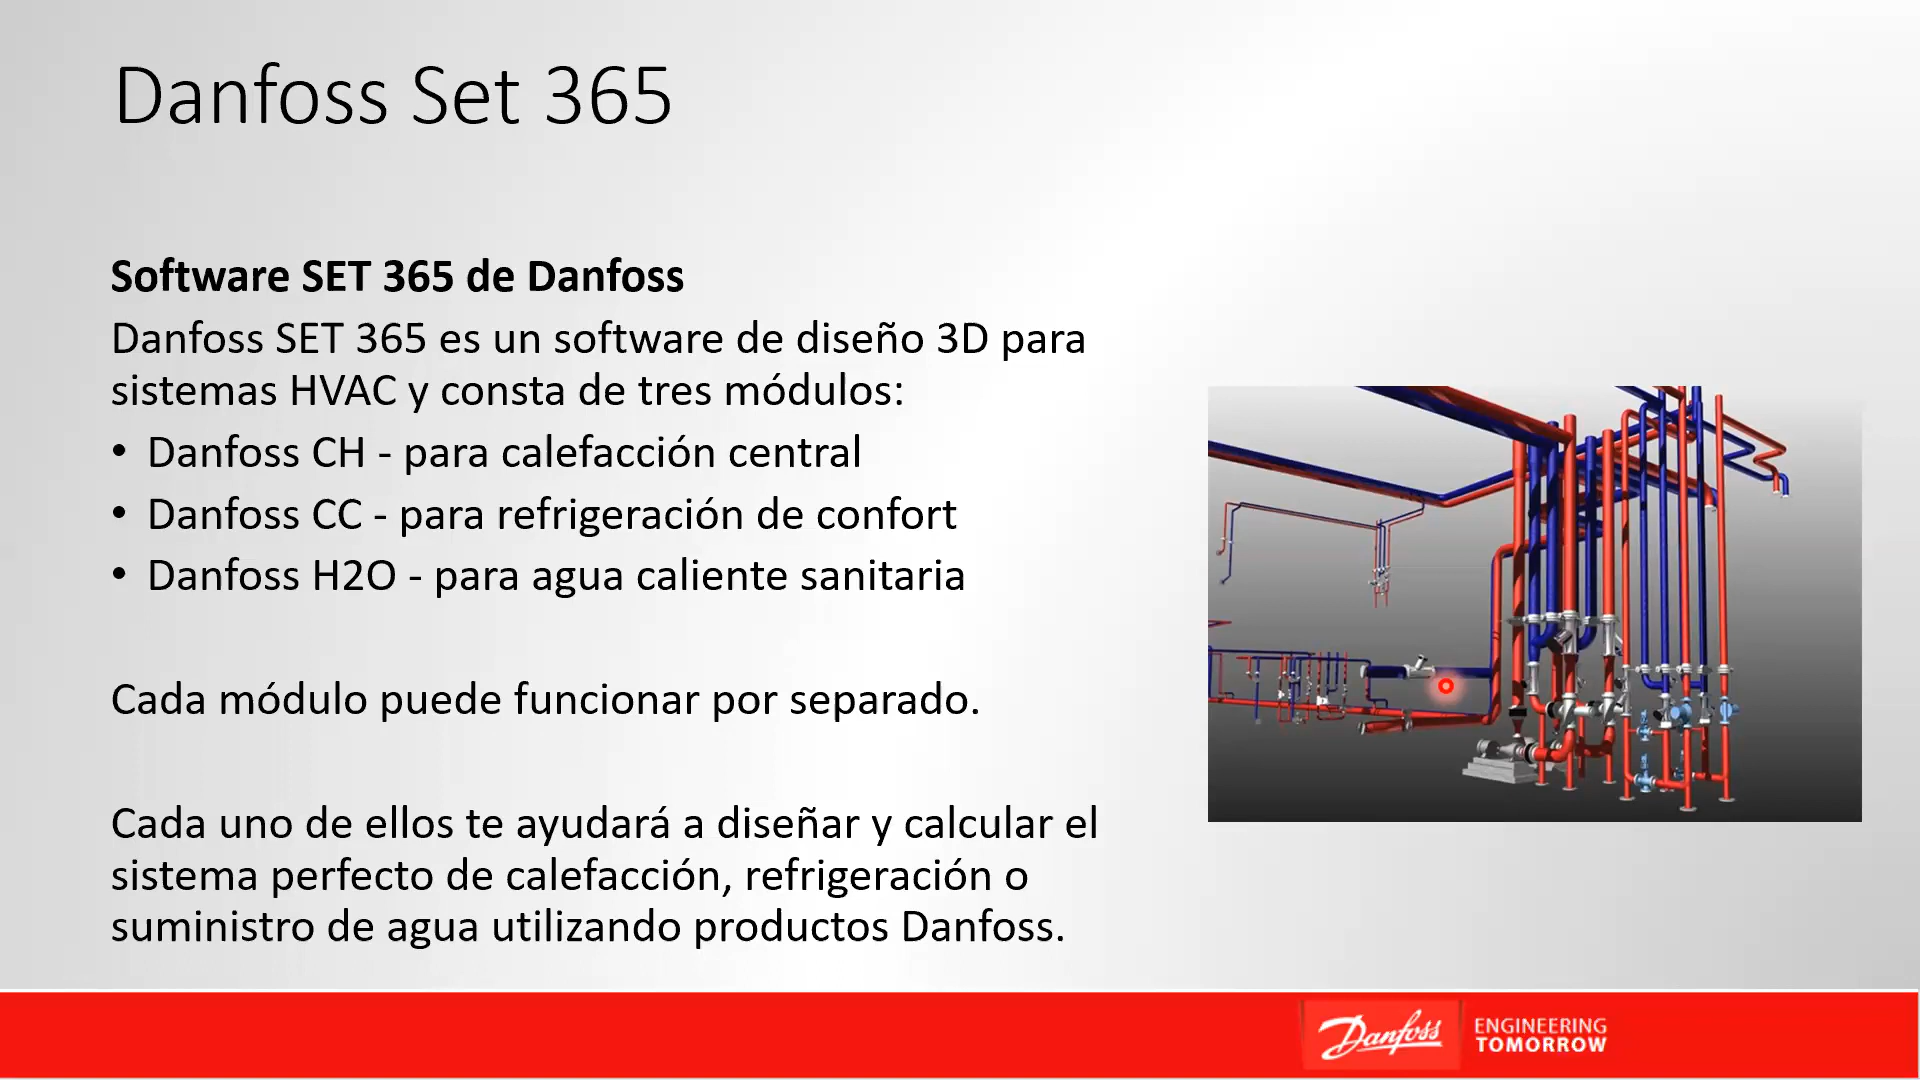 Danfoss Set 365
Software SET 365 de Danfoss
Danfoss SET 365 es un software de diseño 3D para
sistemas HVAC y consta de tres módulos:
• Danfoss CH - para calefacción central
• Danfoss CC - para refrigeración de confort
• Danfoss H2O - para agua caliente sanitaria
Cada módulo puede funcionar por separado.
Cada uno de ellos te ayudará a diseñar y calcular el
sistema perfecto de calefacción, refrigeración o
suministro de agua utilizando productos Danfoss.
Danfoss
ENGINEERING
TOMORROW